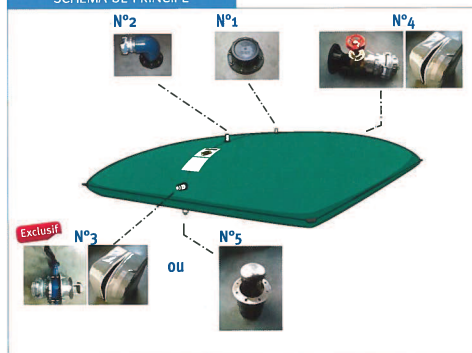 SCHEMA DE PRINCIPE
N°2
N°1
N°4
Exclusif
N°3
ou
N°5